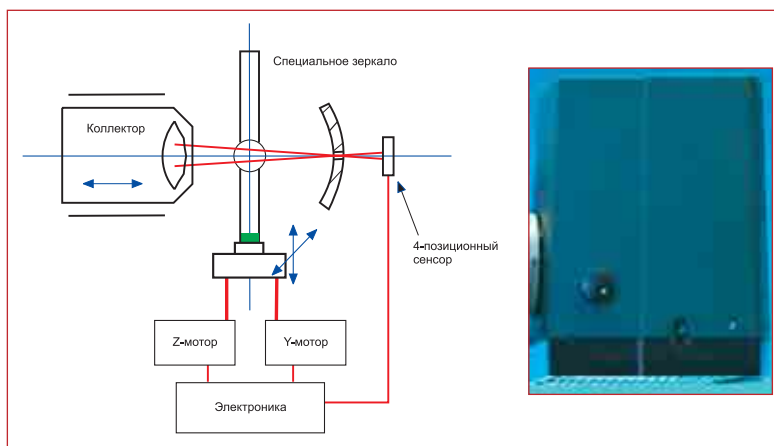 Специальное зеркало
Коллектор
4-позиционный
сенсор
Z-мотор
Y-мотор
Электроника